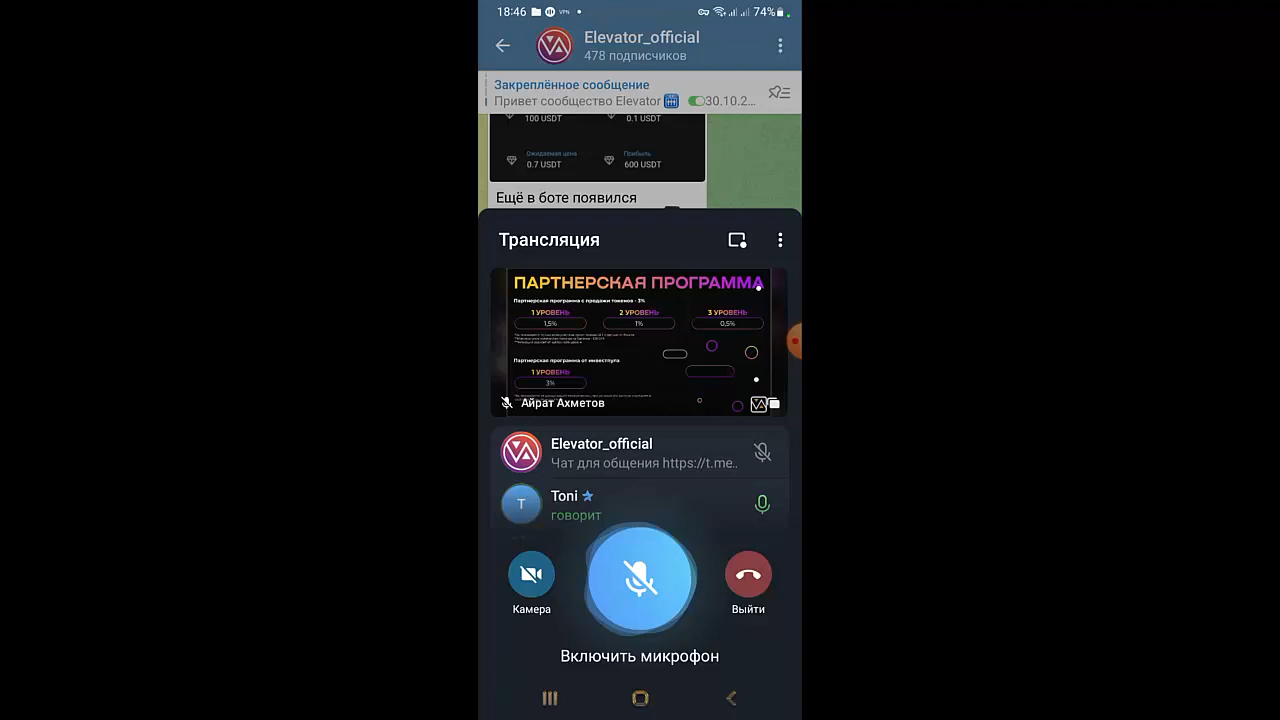 18:46 VPN 74%
Elevator_official
478 подписчиков
Закреплённое сообщение
Привет сообщество Elevator 30.10.2…
100 USDT 0.1 USDT
Ожидаемая цена Прибыль
0.7 USDT 600 USDT
Ещё в боте появился
Трансляция
ПАРТНЕРСКАЯ ПРОГРАММА
Партнерская программа с продажи токенов - 3%
1 УРОВЕНЬ 2 УРОВЕНЬ 3 УРОВЕНЬ
1,5% 1% 0,5%
Партнерская программа от инвестпула
1 УРОВЕНЬ
3%
Айрат Ахметов
Elevator_official
Чат для общения https://t.me..
T
Toni
говорит
Камера
Выйти
Включить микрофон